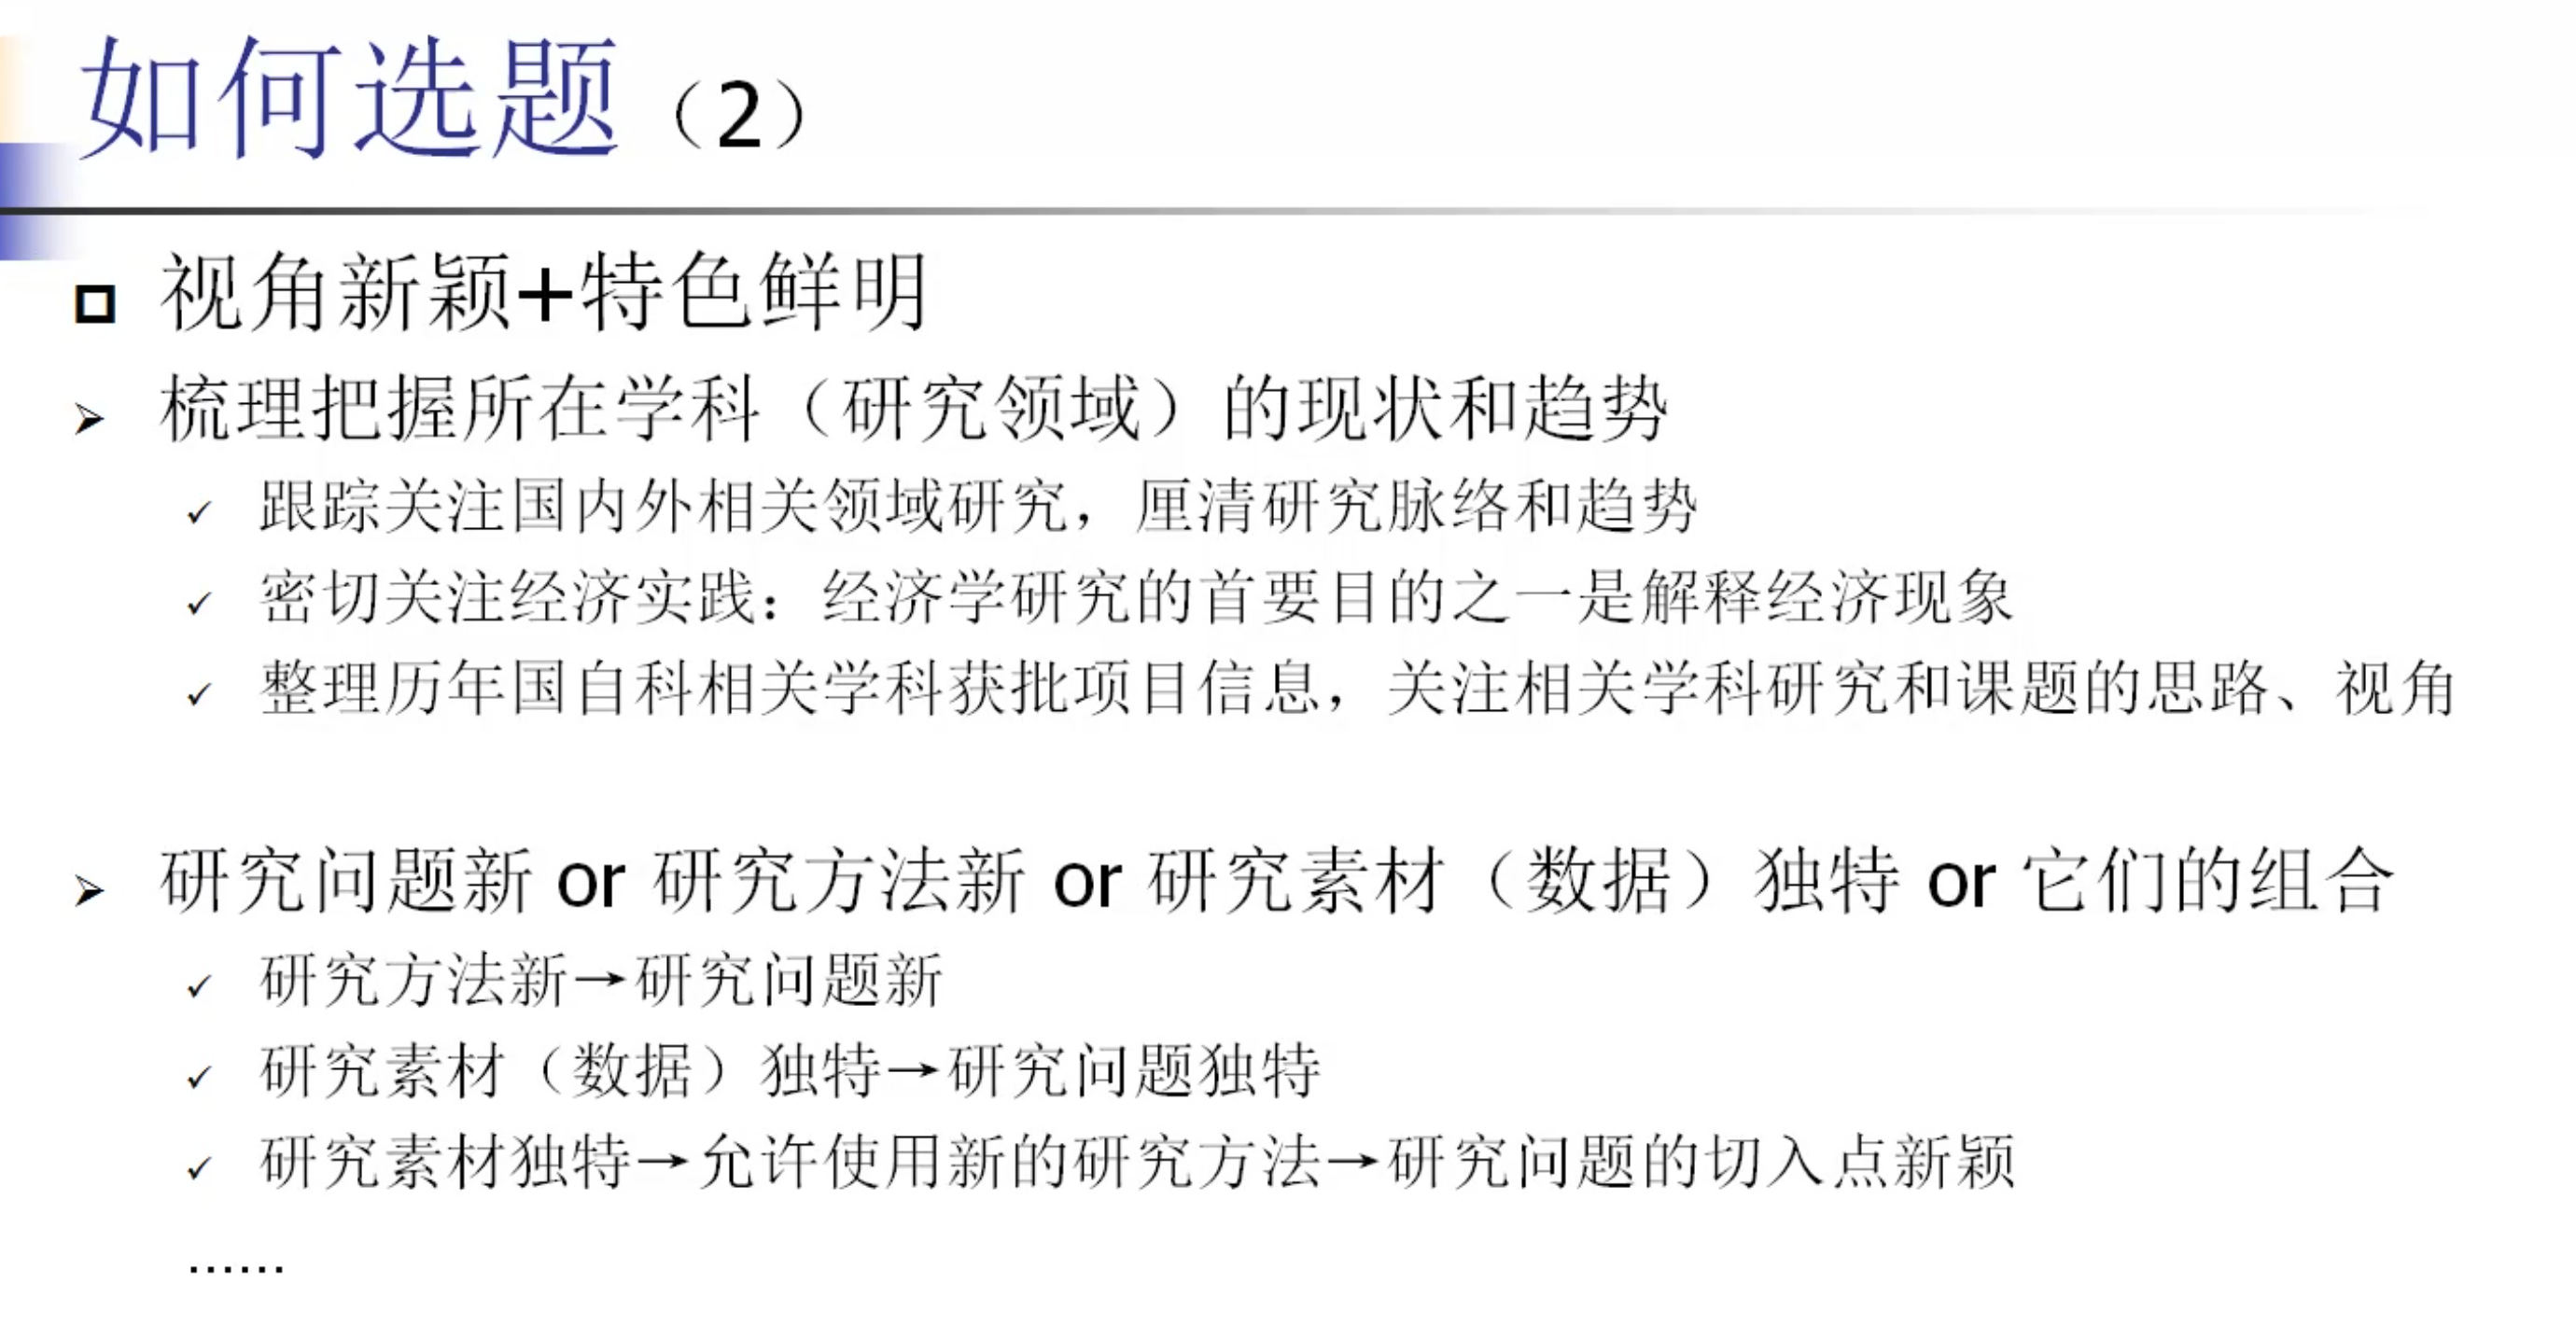 如何选题（2）
视角新颖+特色鲜明
梳理把握所在学科（研究领域）的现状和趋势
跟踪关注国内外相关领域研究，厘清研究脉络和趋势
密切关注经济实践：经济学研究的首要目的之一是解释经济现象
整理历年国自科相关学科获批项目信息，关注相关学科研究和课题的思路、视角
研究问题新 or 研究方法新 or 研究素材（数据）独特 or 它们的组合
研究方法新→研究问题新
研究素材（数据）独特→研究问题独特
研究素材独特→允许使用新的研究方法→研究问题的切入点新颖
......